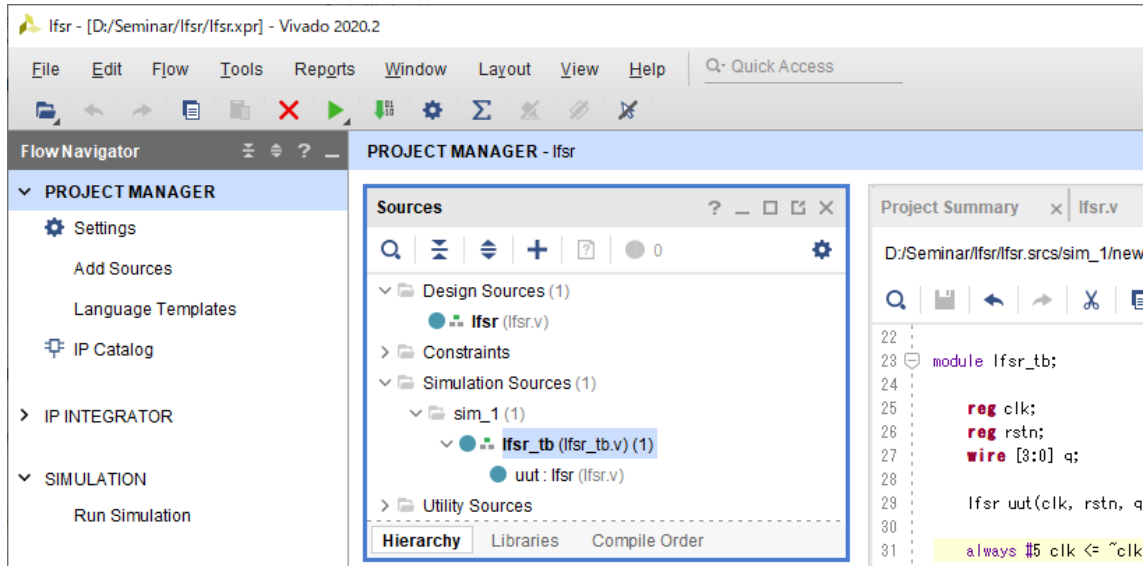 lfsr - [D:/Seminar/lfsr/lfsr.xpr] - Vivado 2020.2
File Edit Flow Tools Reports Window Layout View Help Q- Quick Access
Flow Navigator
PROJECT MANAGER
Settings
Add Sources
Language Templates
IP Catalog
IP INTEGRATOR
SIMULATION
Run Simulation
PROJECT MANAGER - lfsr
Sources
0
Design Sources (1)
lfsr (lfsr.v)
Constraints
Simulation Sources (1)
sim_1 (1)
lfsr_tb (lfsr_tb.v) (1)
uut : lfsr (lfsr.v)
Utility Sources
Hierarchy Libraries Compile Order
Project Summary × lfsr.v
D:/Seminar/lfsr/lfsr.srcs/sim_1/new
22
23 module lfsr_tb;
24
25 reg clk;
26 reg rstn;
27 wire [3:0] q;
28
29 lfsr uut(clk, rstn, q
30
31 always #5 clk <= ~clk